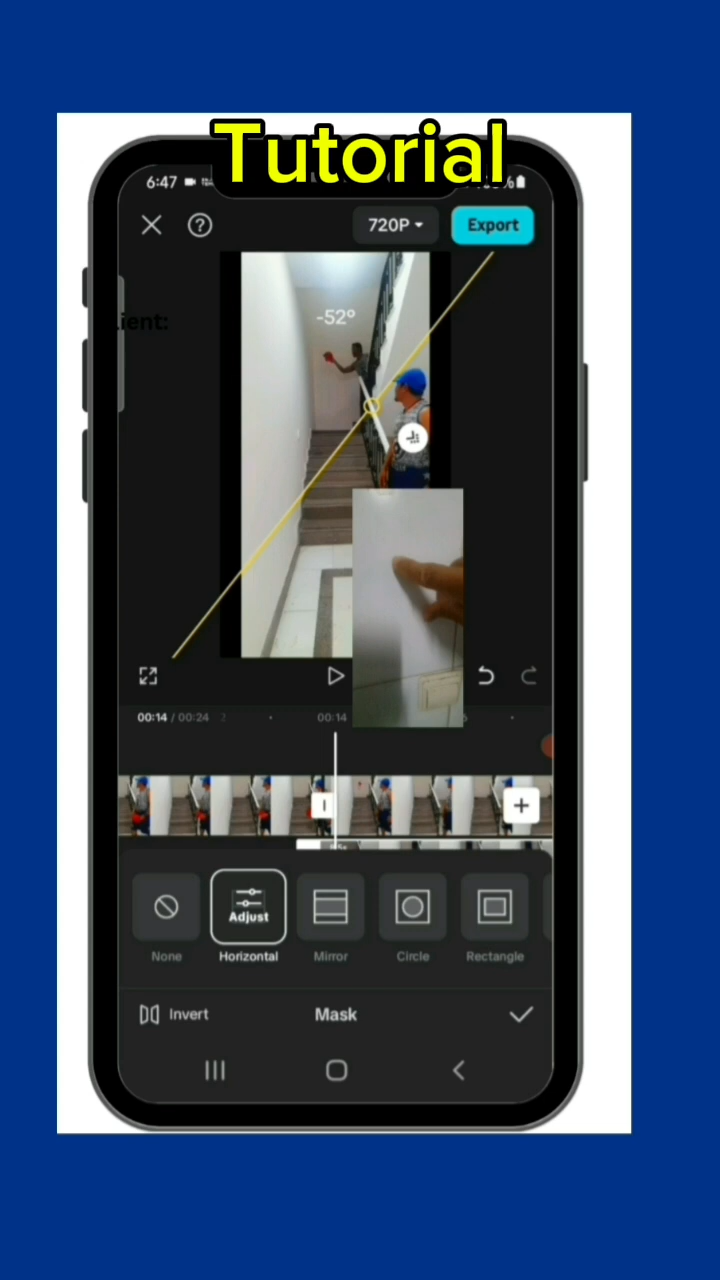 Tutorial
6:47
720P
Export
lient:
-52°
00:14 / 00:24
00:14
Adjust
None
Horizontal
Mirror
Circle
Rectangle
Invert
Mask